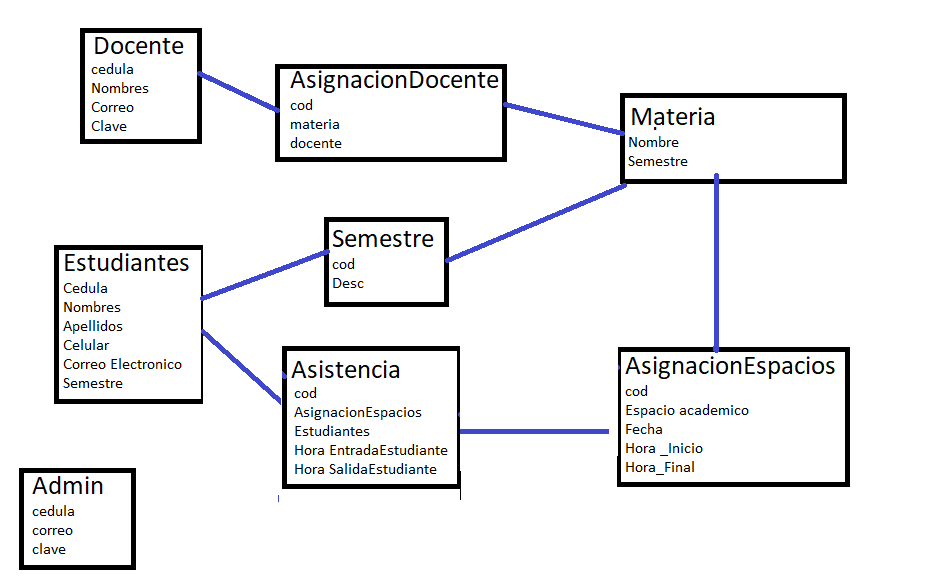 Docente
cedula
Nombres
Correo
Clave
AsignacionDocente
cod
materia
docente
Materia
Nombre
Semestre
Semestre
cod
Desc
Estudiantes
Cedula
Nombres
Apellidos
Celular
Correo Electronico
Semestre
Asistencia
cod
AsignacionEspacios
Estudiantes
Hora EntradaEstudiante
Hora SalidaEstudiante
AsignacionEspacios
cod
Espacio academico
Fecha
Hora _Inicio
Hora_Final
Admin
cedula
correo
clave